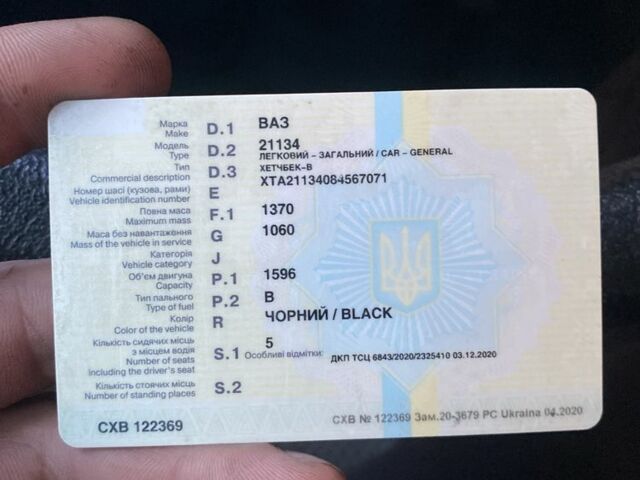 Марка D.1 ВАЗ
Make
Модель D.2 21134
Type ЛЕГКОВИЙ – ЗАГАЛЬНИЙ / CAR – GENERAL
Тип D.3 ХЕТЧБЕК-В
Commercial description XTA21134084567071
Номер шасі (кузова, рами) E
Vehicle identification number
Повна маса F.1 1370
Maximum mass
Маса без навантаження G 1060
Mass of the vehicle in service
Категорія J
Vehicle category
Об'єм двигуна P.1 1596
Capacity
Тип пального P.2 B
Type of fuel
Колір R ЧОРНИЙ / BLACK
Color of the vehicle
Кількість сидячих місць 5
з місцем водія S.1 Особливі відмітки: ДКП ТСЦ 6843/2020/2325410 03.12.2020
Number of seats
including the driver's seat
Кількість стоячих місць S.2
Number of standing places
СХВ 122369 СХВ № 122369 Зам.20-3679 РС Ukraina 04.2020